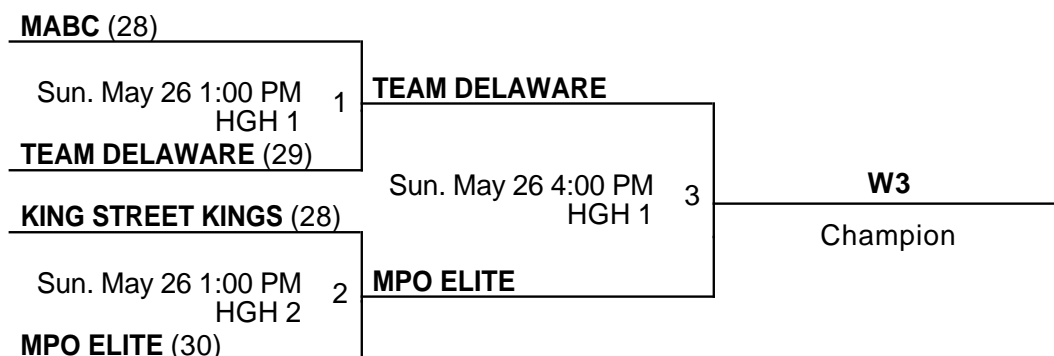 MABC (28)
Sun. May 26 1:00 PM
HGH 1
1
TEAM DELAWARE (29)
TEAM DELAWARE
KING STREET KINGS (28)
Sun. May 26 1:00 PM
HGH 2
2
MPO ELITE (30)
MPO ELITE
Sun. May 26 4:00 PM
HGH 1
3
W3
Champion